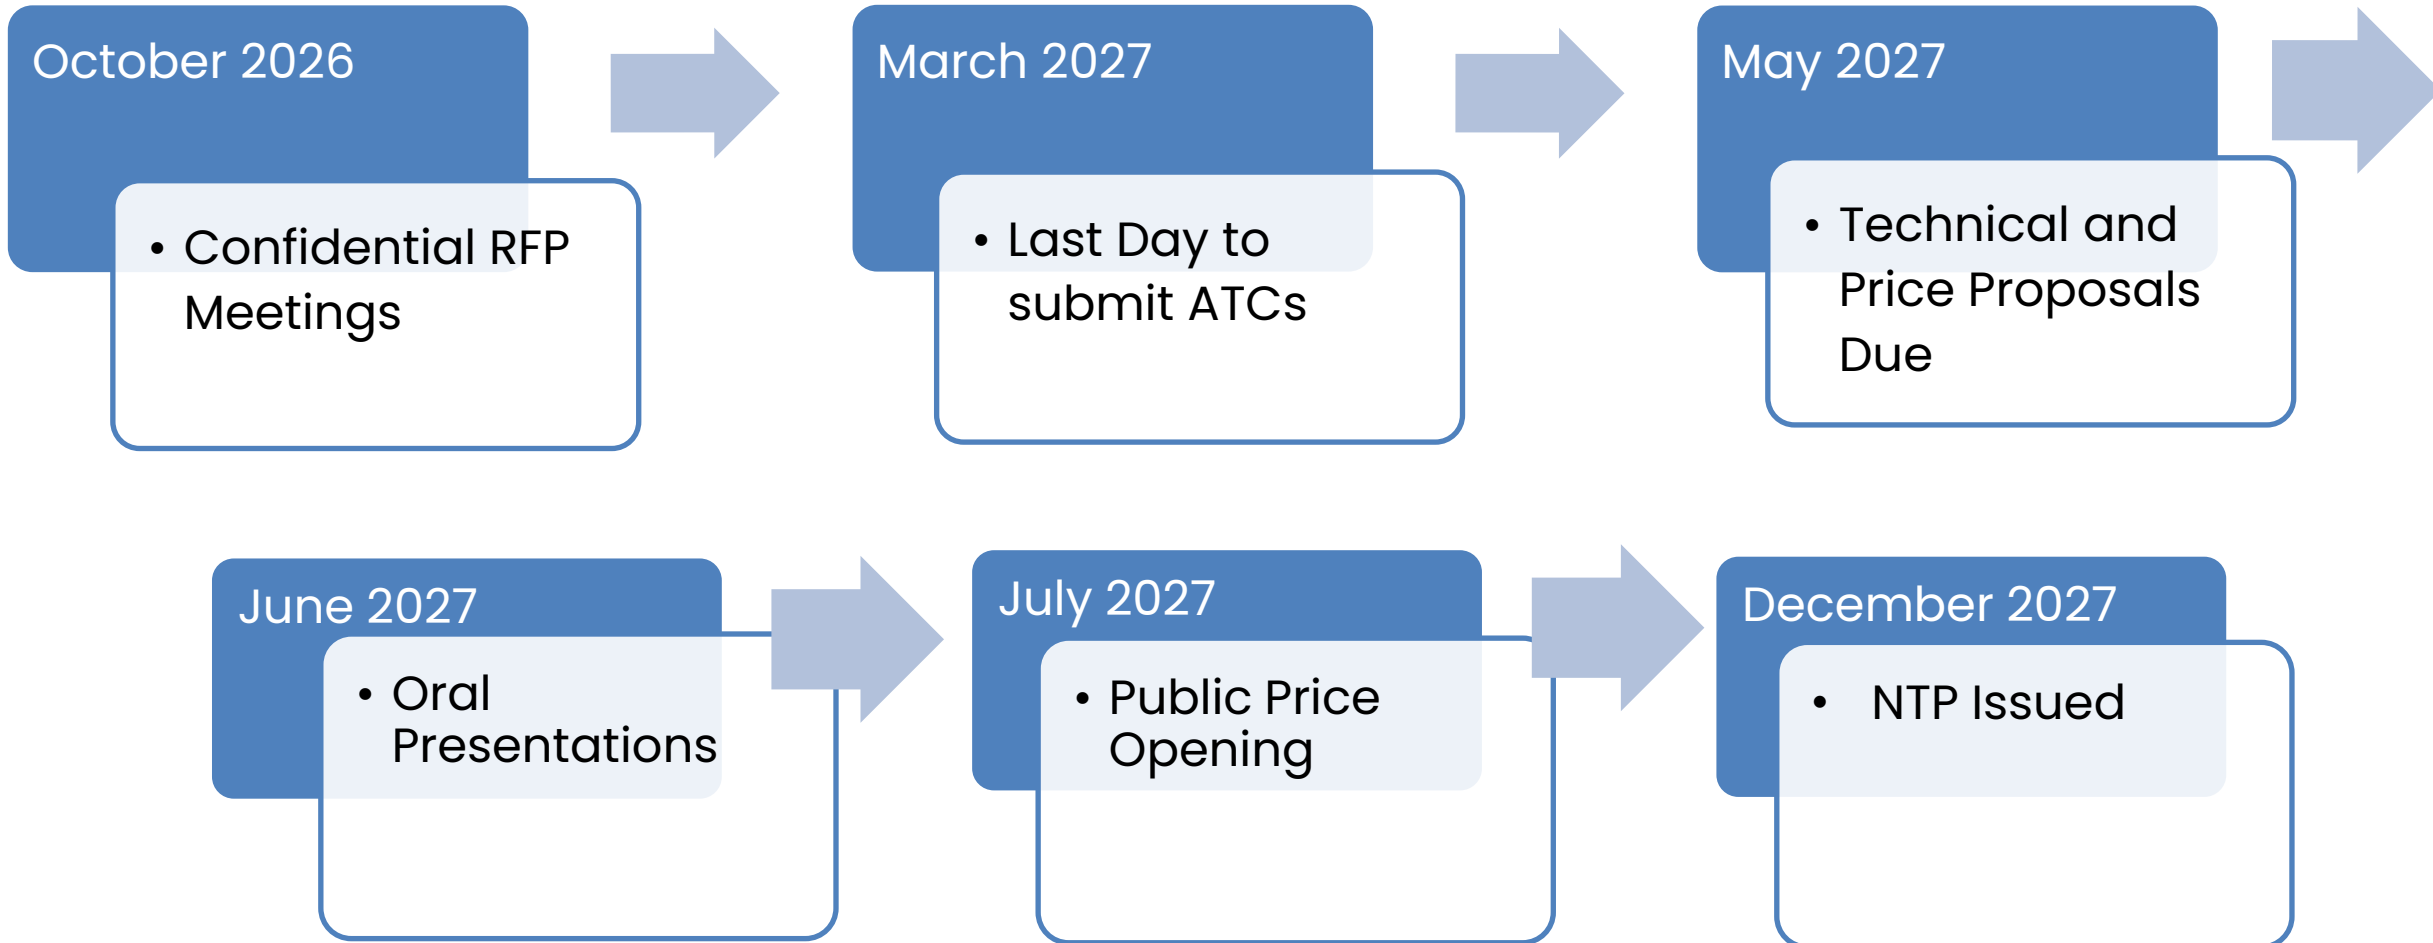 October 2026
• Confidential RFP
Meetings
March 2027
• Last Day to
submit ATCs
May 2027
• Technical and
Price Proposals
Due
June 2027
• Oral
Presentations
July 2027
• Public Price
Opening
December 2027
• NTP Issued